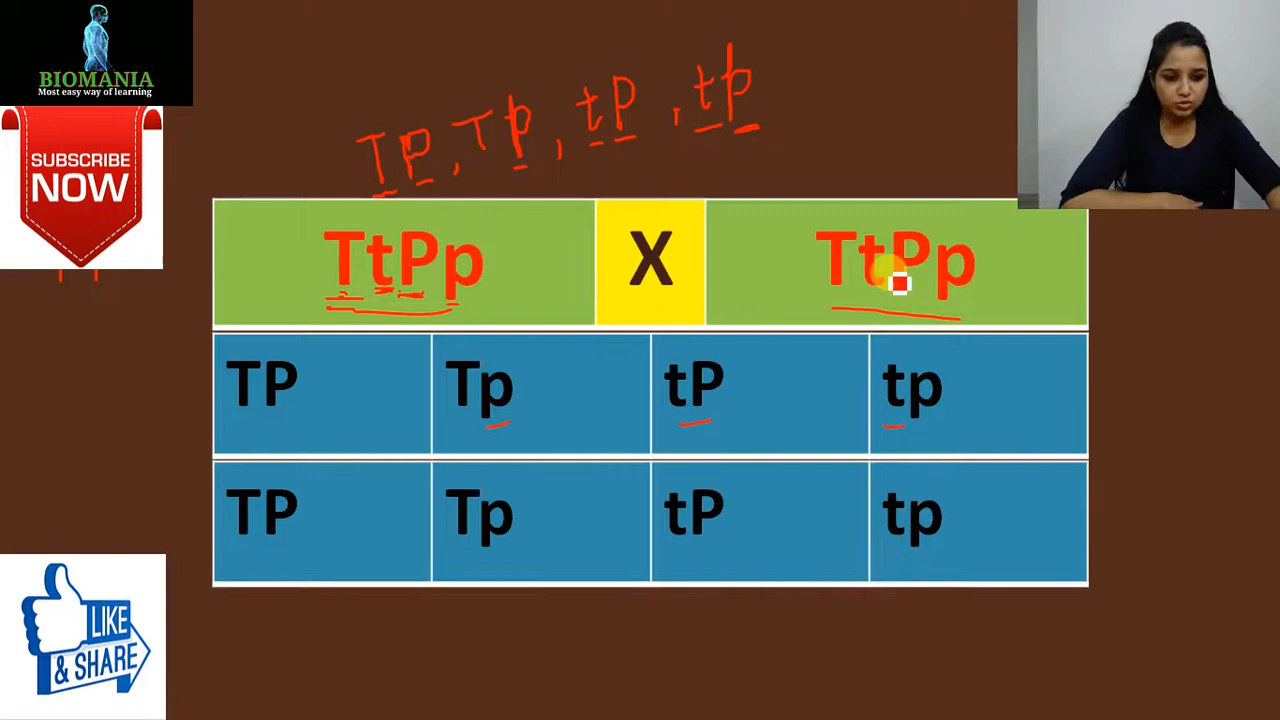 BIOMANIA
Most easy way of learning
SUBSCRIBE
NOW
TP, Tp, tP, tp
TtPp X TtPp
TP Tp tP tp
TP Tp tP tp
LIKE
& SHARE